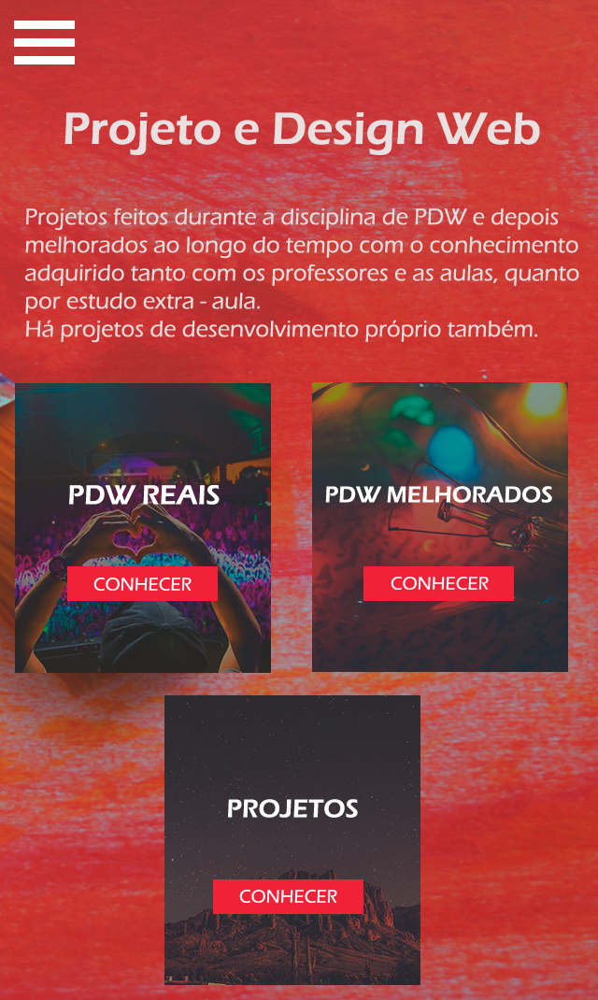 Projeto e Design Web
Projetos feitos durante a disciplina de PDW e depois
melhorados ao longo do tempo com o conhecimento
adquirido tanto com os professores e as aulas, quanto
por estudo extra - aula.
Há projetos de desenvolvimento próprio também.
PDW REAIS
CONHECER
PDW MELHORADOS
CONHECER
PROJETOS
CONHECER